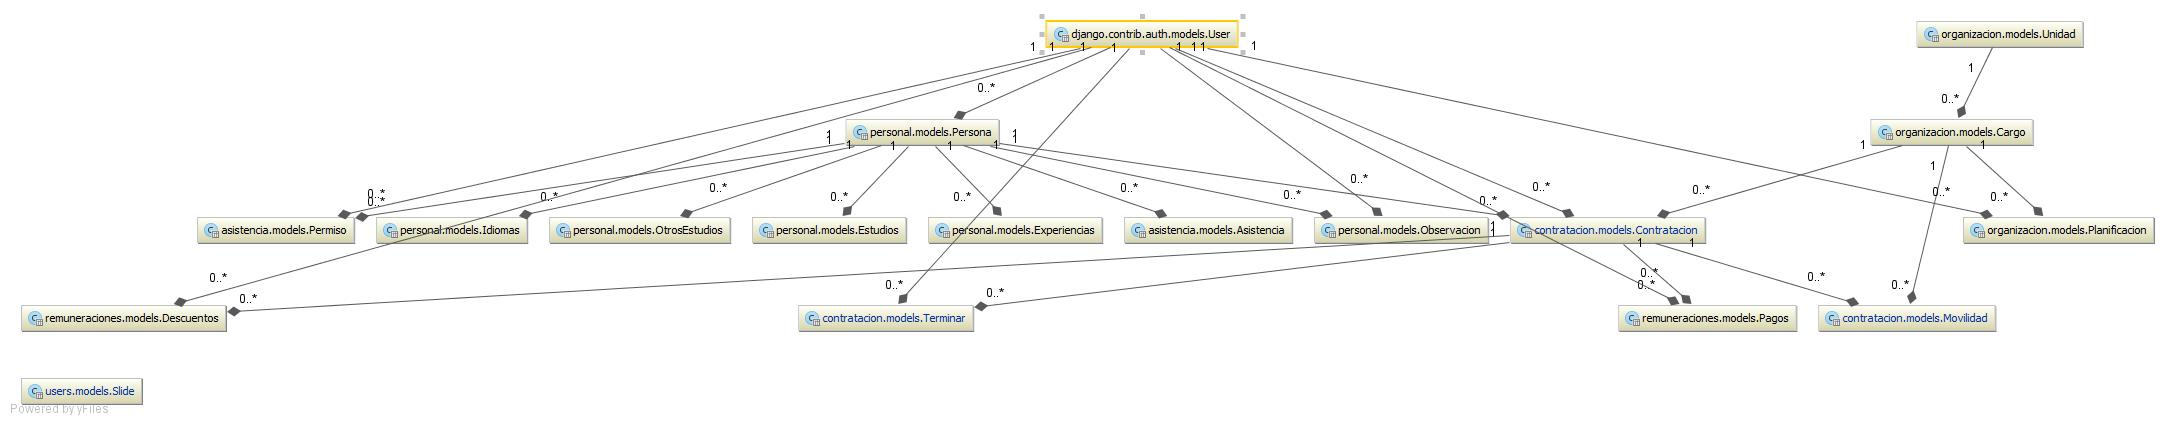 django.contrib.auth.models.User
organizacion.models.Unidad
1 1 1 1 1 1 1 1
1
0..* 0..*
personal.models.Persona
organizacion.models.Cargo
1 1 1 1 1 1 1 1
1 1 1
0..* 0..* 0..* 0..* 0..* 0..* 0..* 0..* 0..* 0..* 0..* 0..* 0..* 0..*
asistencia.models.Permiso
personal.models.Idiomas
personal.models.OtrosEstudios
personal.models.Estudios
personal.models.Experiencias
asistencia.models.Asistencia
personal.models.Observacion
contratacion.models.Contratacion
organizacion.models.Planificacion
1 1 1 1
0..* 0..* 0..* 0..* 0..* 0..* 0..* 0..*
remuneraciones.models.Descuentos
contratacion.models.Terminar
remuneraciones.models.Pagos
contratacion.models.Movilidad
users.models.Slide
Powered by yFiles